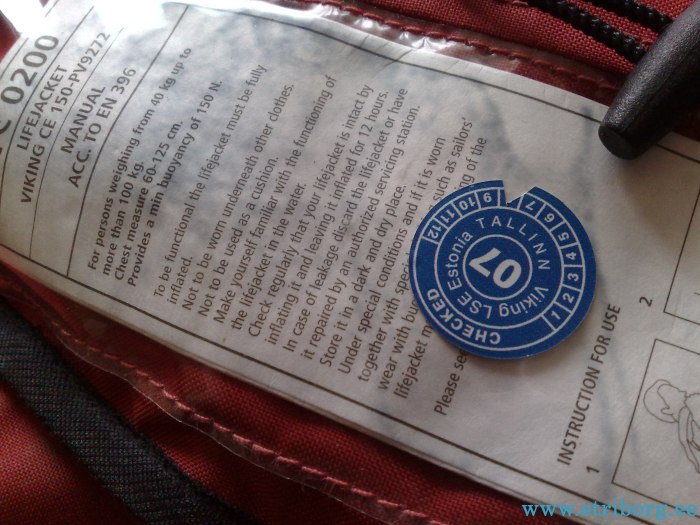 C 0200
LIFEJACKET
VIKING CE 150-PV9272
MANUAL
ACC. TO EN 396
For persons weighing from 40 kg up to
more than 100 kg.
Chest measure 60-125 cm.
Provides a min buoyancy of 150 N.
To be functional the lifejacket must be fully
inflated.
Not to be worn underneath other clothes.
Not to be used as a cushion.
Make yourself familiar with the functioning of
the lifejacket in the water.
Check regularly that your lifejacket is intact by
inflating it and leaving it inflated for 12 hours.
In case of leakage discard the lifejacket or have
it repaired by an authorized servicing station.
Store it in a dark and dry place.
Under special conditions and if it is worn
together with special such as sailors'
wear with of the
lifejacket
Please see
INSTRUCTION FOR USE
1 2
CHECKED 1 2 3 4 5 6 7 9 10 11 12
Viking LSE Estonia TALLINN
07
www.striborg.ee